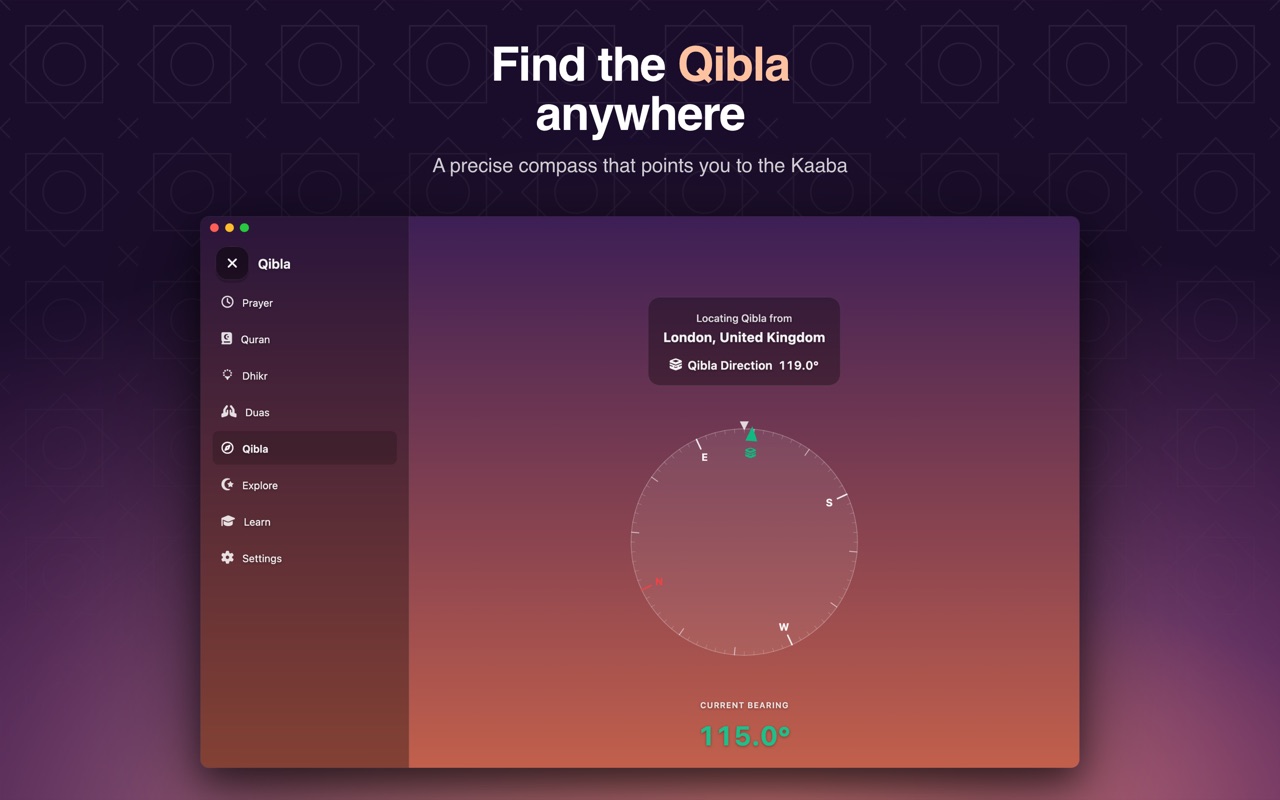 Find the Qibla
anywhere
A precise compass that points you to the Kaaba
Qibla
Prayer
Quran
Dhikr
Duas
Qibla
Explore
Learn
Settings
Locating Qibla from
London, United Kingdom
Qibla Direction 119.0°
E
S
N
W
CURRENT BEARING
115.0°